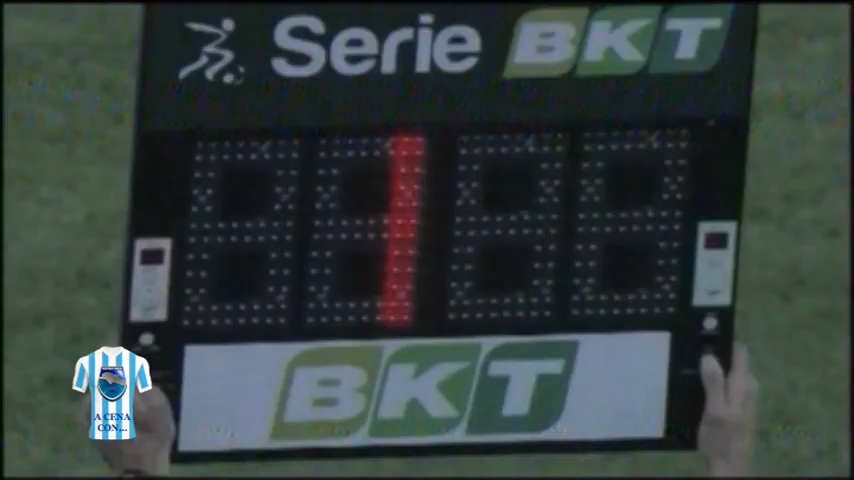 Serie BKT
1
BKT
A CENA
CON...